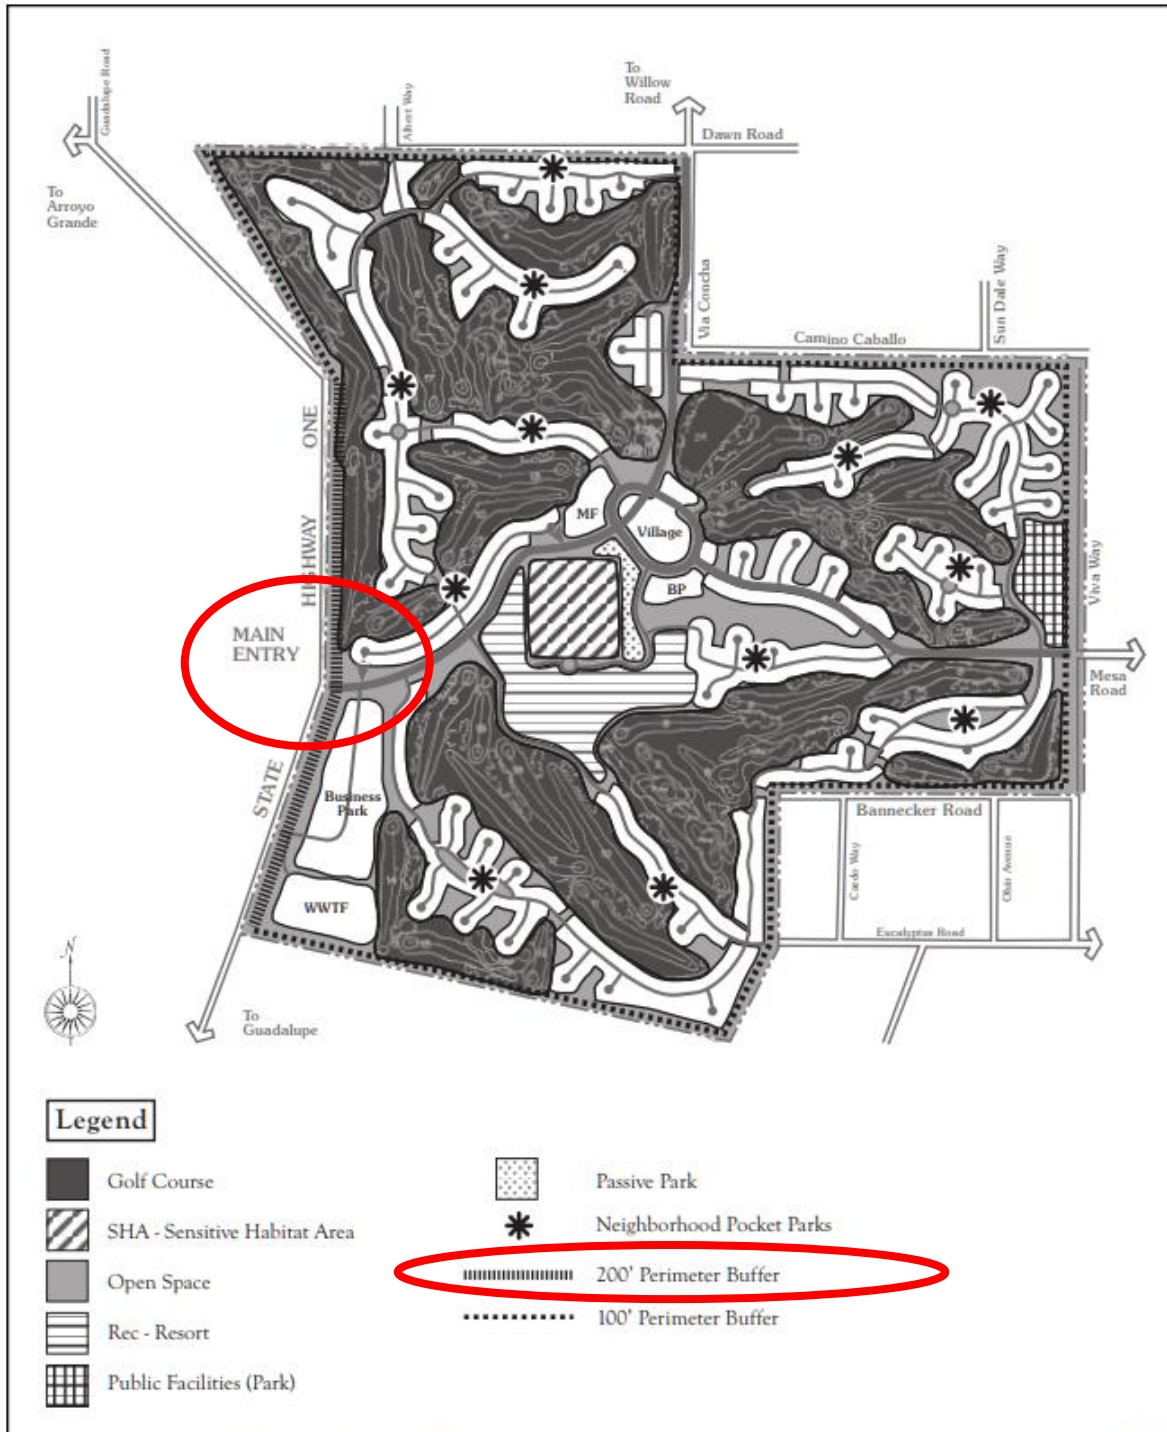 Guadalupe Road
Albert Way
To
Willow
Road
Dawn Road
To
Arroyo
Grande
Via Concha
Sun Dale Way
Camino Caballo
STATE HIGHWAY ONE
MF
Village
BP
MAIN
ENTRY
Viva Way
Mesa
Road
Business
Park
Bannecker Road
Cardo Way
Ohio Avenue
WWTF
Eucalyptus Road
N
To
Guadalupe
Legend
Golf Course
SHA - Sensitive Habitat Area
Open Space
Rec - Resort
Public Facilities (Park)
Passive Park
Neighborhood Pocket Parks
200' Perimeter Buffer
100' Perimeter Buffer